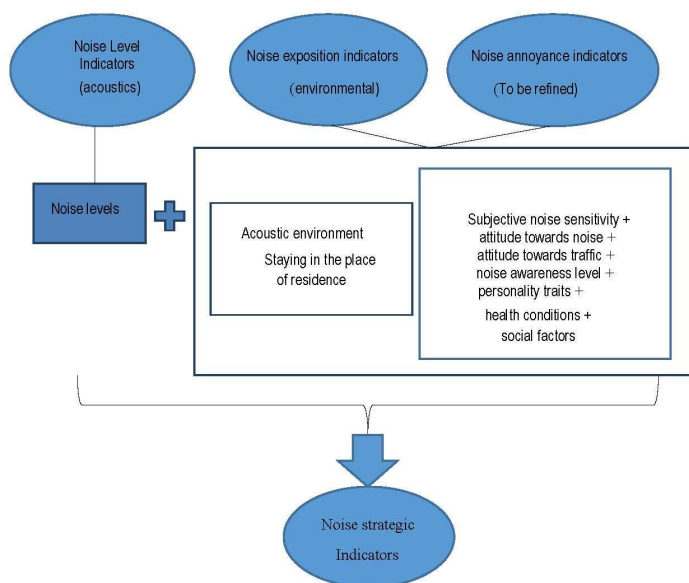 Noise Level
Indicators
(acoustics)
Noise exposition indicators
(environmental)
Noise annoyance indicators
(To be refined)
Noise levels
Acoustic environment
Staying in the place
of residence
Subjective noise sensitivity +
attitude towards noise +
attitude towards traffic +
noise awareness level +
personality traits +
health conditions +
social factors
Noise strategic
Indicators